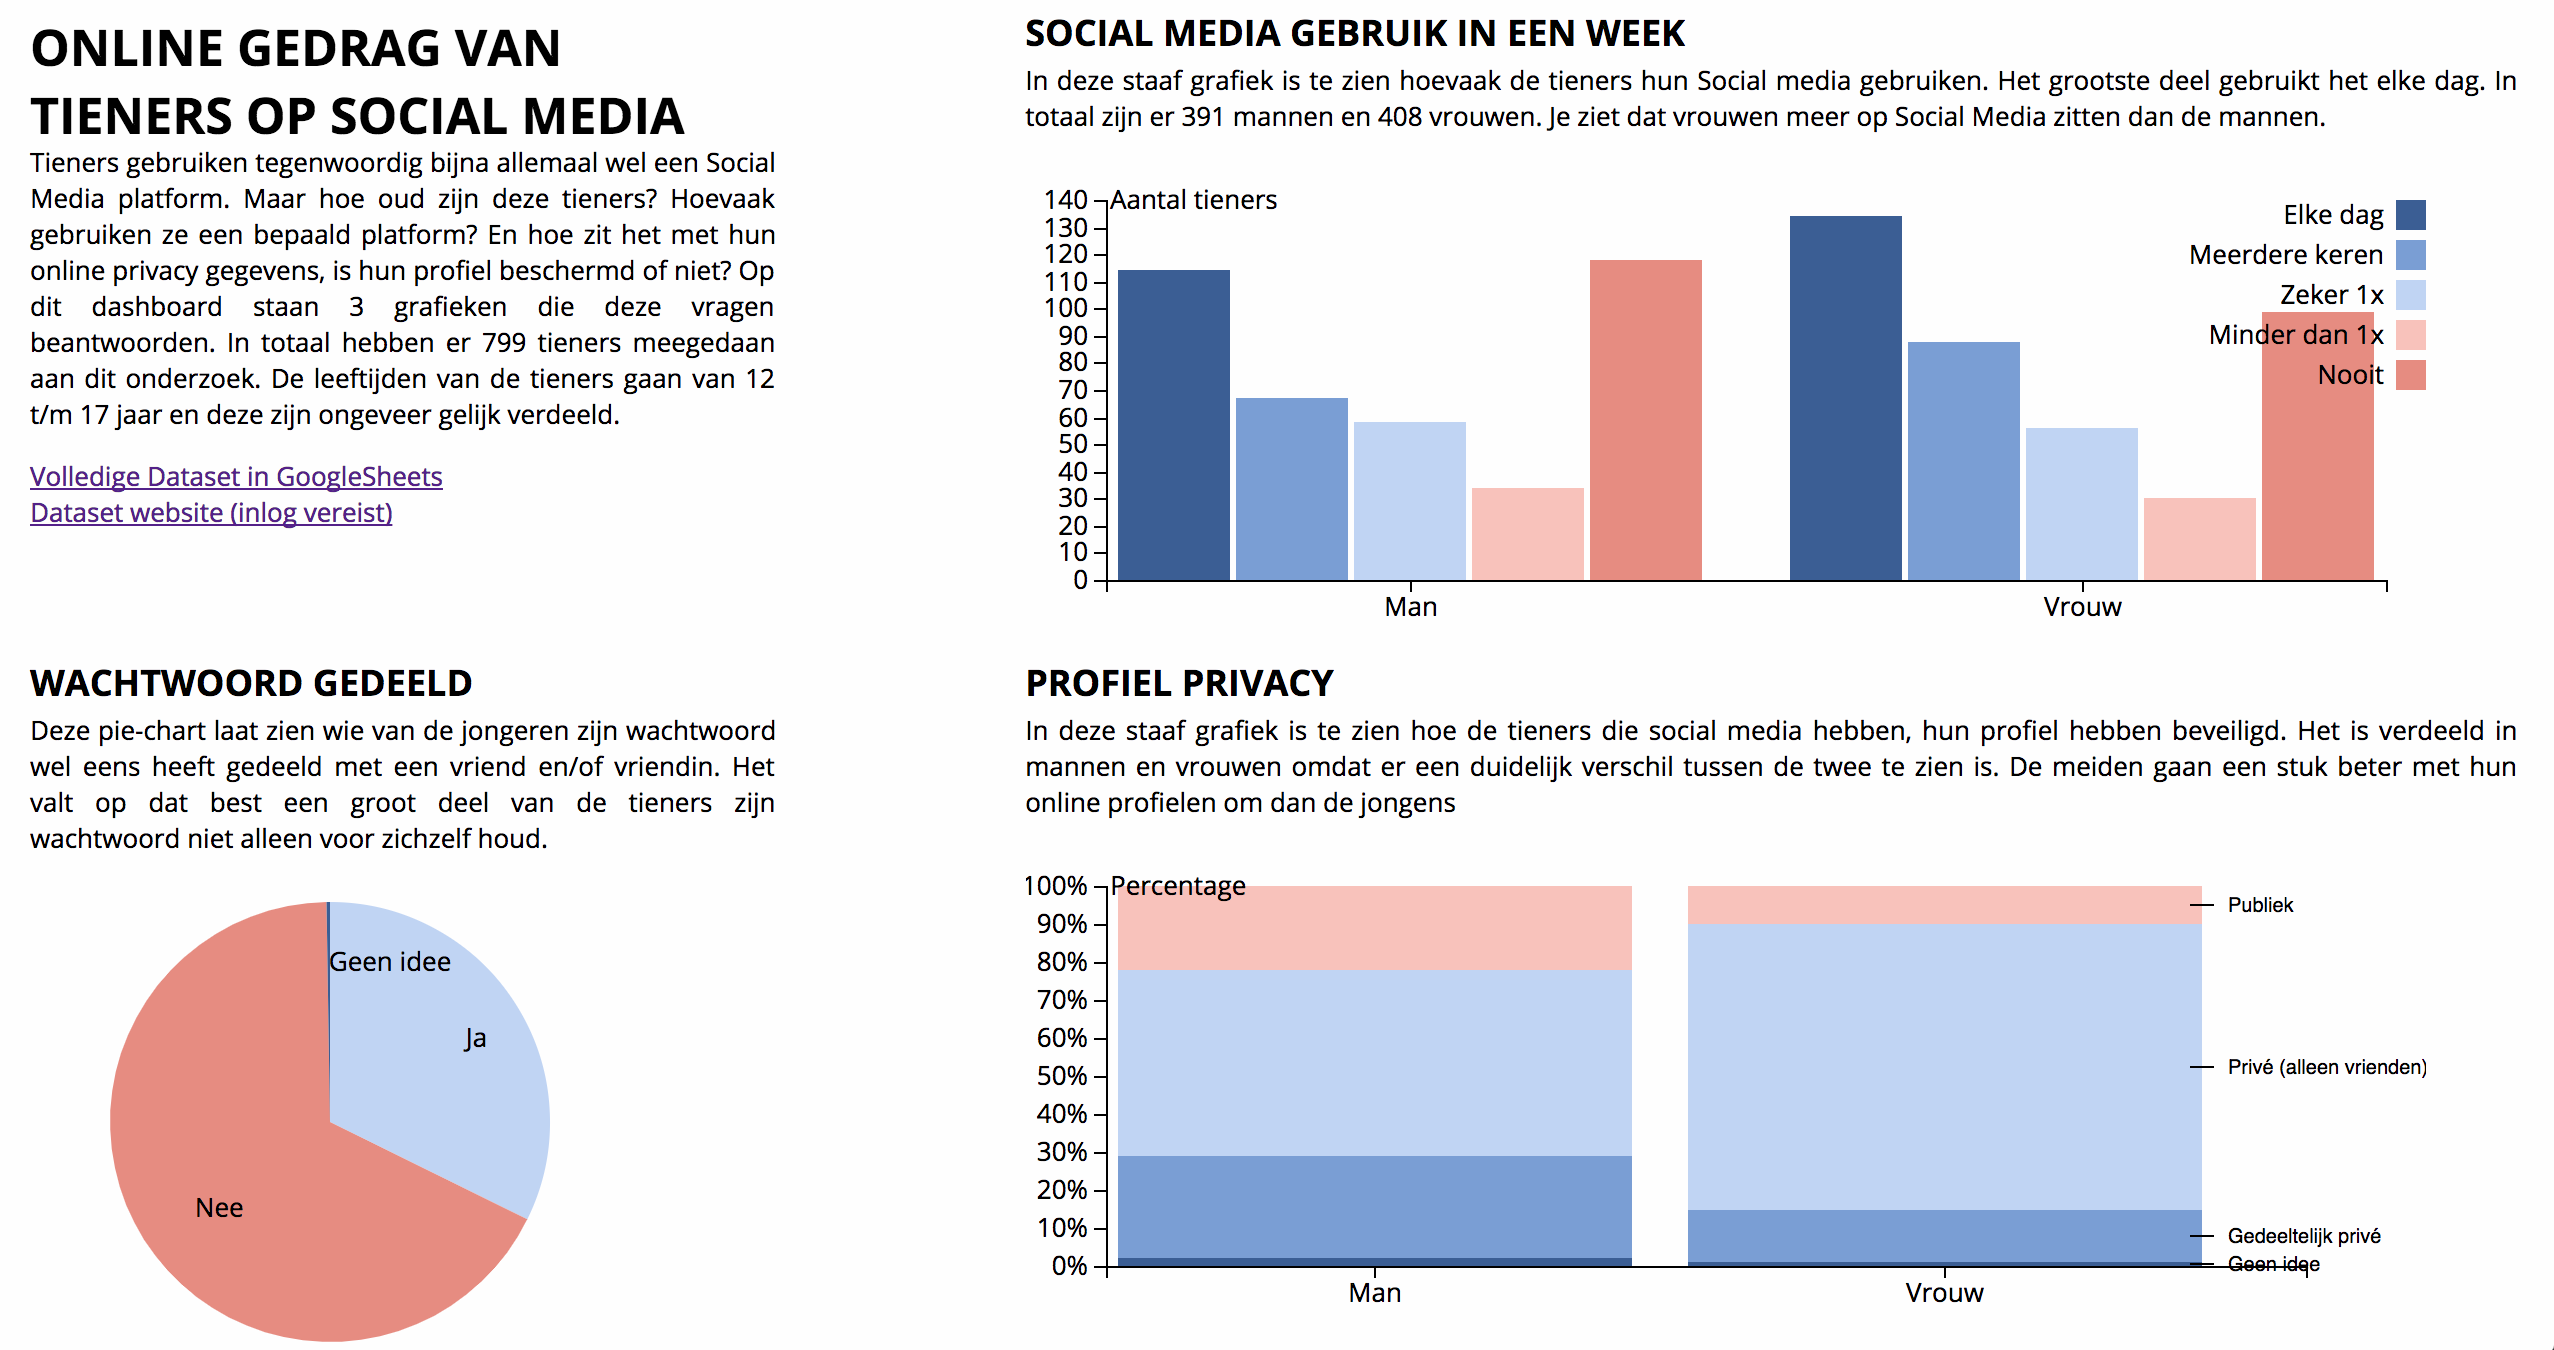 ONLINE GEDRAG VAN
TIENERS OP SOCIAL MEDIA
Tieners gebruiken tegenwoordig bijna allemaal wel een Social
Media platform. Maar hoe oud zijn deze tieners? Hoevaak
gebruiken ze een bepaald platform? En hoe zit het met hun
online privacy gegevens, is hun profiel beschermd of niet? Op
dit dashboard staan 3 grafieken die deze vragen
beantwoorden. In totaal hebben er 799 tieners meegedaan
aan dit onderzoek. De leeftijden van de tieners gaan van 12
t/m 17 jaar en deze zijn ongeveer gelijk verdeeld.
Volledige Dataset in GoogleSheets
Dataset website (inlog vereist)
SOCIAL MEDIA GEBRUIK IN EEN WEEK
In deze staaf grafiek is te zien hoevaak de tieners hun Social media gebruiken. Het grootste deel gebruikt het elke dag. In
totaal zijn er 391 mannen en 408 vrouwen. Je ziet dat vrouwen meer op Social Media zitten dan de mannen.
Aantal tieners
140
130
120
110
100
90
80
70
60
50
40
30
20
10
0
Man
Vrouw
Elke dag
Meerdere keren
Zeker 1x
Minder dan 1x
Nooit
WACHTWOORD GEDEELD
Deze pie-chart laat zien wie van de jongeren zijn wachtwoord
wel eens heeft gedeeld met een vriend en/of vriendin. Het
valt op dat best een groot deel van de tieners zijn
wachtwoord niet alleen voor zichzelf houd.
Geen idee
Ja
Nee
PROFIEL PRIVACY
In deze staaf grafiek is te zien hoe de tieners die social media hebben, hun profiel hebben beveiligd. Het is verdeeld in
mannen en vrouwen omdat er een duidelijk verschil tussen de twee te zien is. De meiden gaan een stuk beter met hun
online profielen om dan de jongens
Percentage
100%
90%
80%
70%
60%
50%
40%
30%
20%
10%
0%
Man
Vrouw
Publiek
Privé (alleen vrienden)
Gedeeltelijk privé
Geen idee